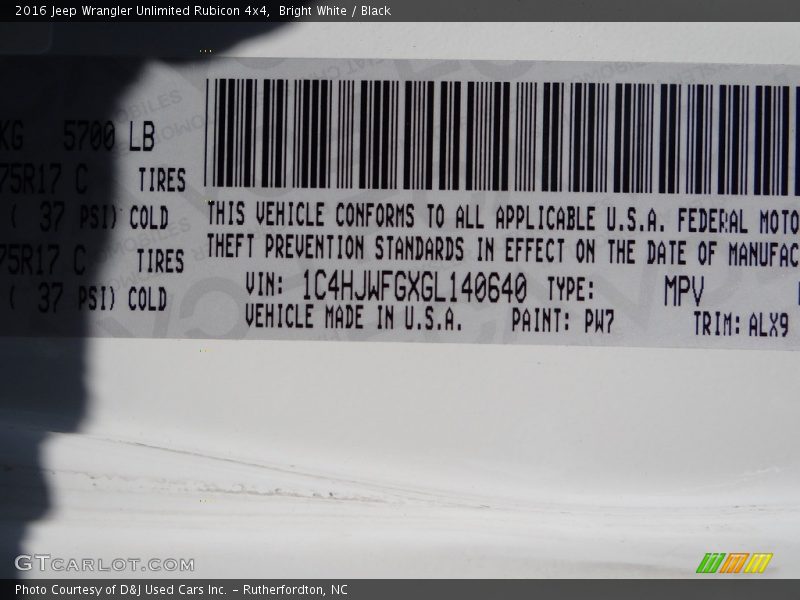 2016 Jeep Wrangler Unlimited Rubicon 4x4, Bright White / Black
KG 5700 LB
75R17 C TIRES
( 37 PSI) COLD
75R17 C TIRES
( 37 PSI) COLD
THIS VEHICLE CONFORMS TO ALL APPLICABLE U.S.A. FEDERAL MOTO
THEFT PREVENTION STANDARDS IN EFFECT ON THE DATE OF MANUFAC
VIN: 1C4HJWFGXGL140640 TYPE: MPV
VEHICLE MADE IN U.S.A. PAINT: PW7 TRIM: ALX9
GTCARLOT.COM
Photo Courtesy of D&J Used Cars Inc. - Rutherfordton, NC